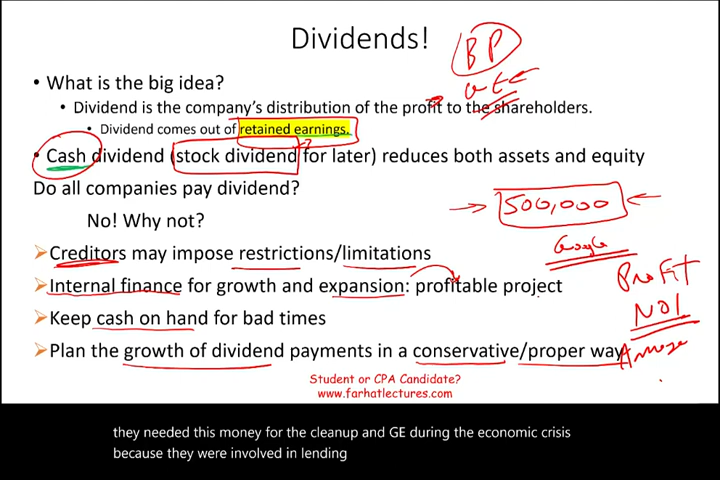 Dividends!
BP
GE
• What is the big idea?
• Dividend is the company's distribution of the profit to the shareholders.
• Dividend comes out of retained earnings.
• Cash dividend (stock dividend for later) reduces both assets and equity
Do all companies pay dividend?
500,000
No! Why not?
Google
➢ Creditors may impose restrictions/limitations
Profit
➢ Internal finance for growth and expansion: profitable project
➢ Keep cash on hand for bad times
➢ Plan the growth of dividend payments in a conservative/proper way
Student or CPA Candidate?
www.farhatlectures.com
they needed this money for the cleanup and GE during the economic crisis
because they were involved in lending